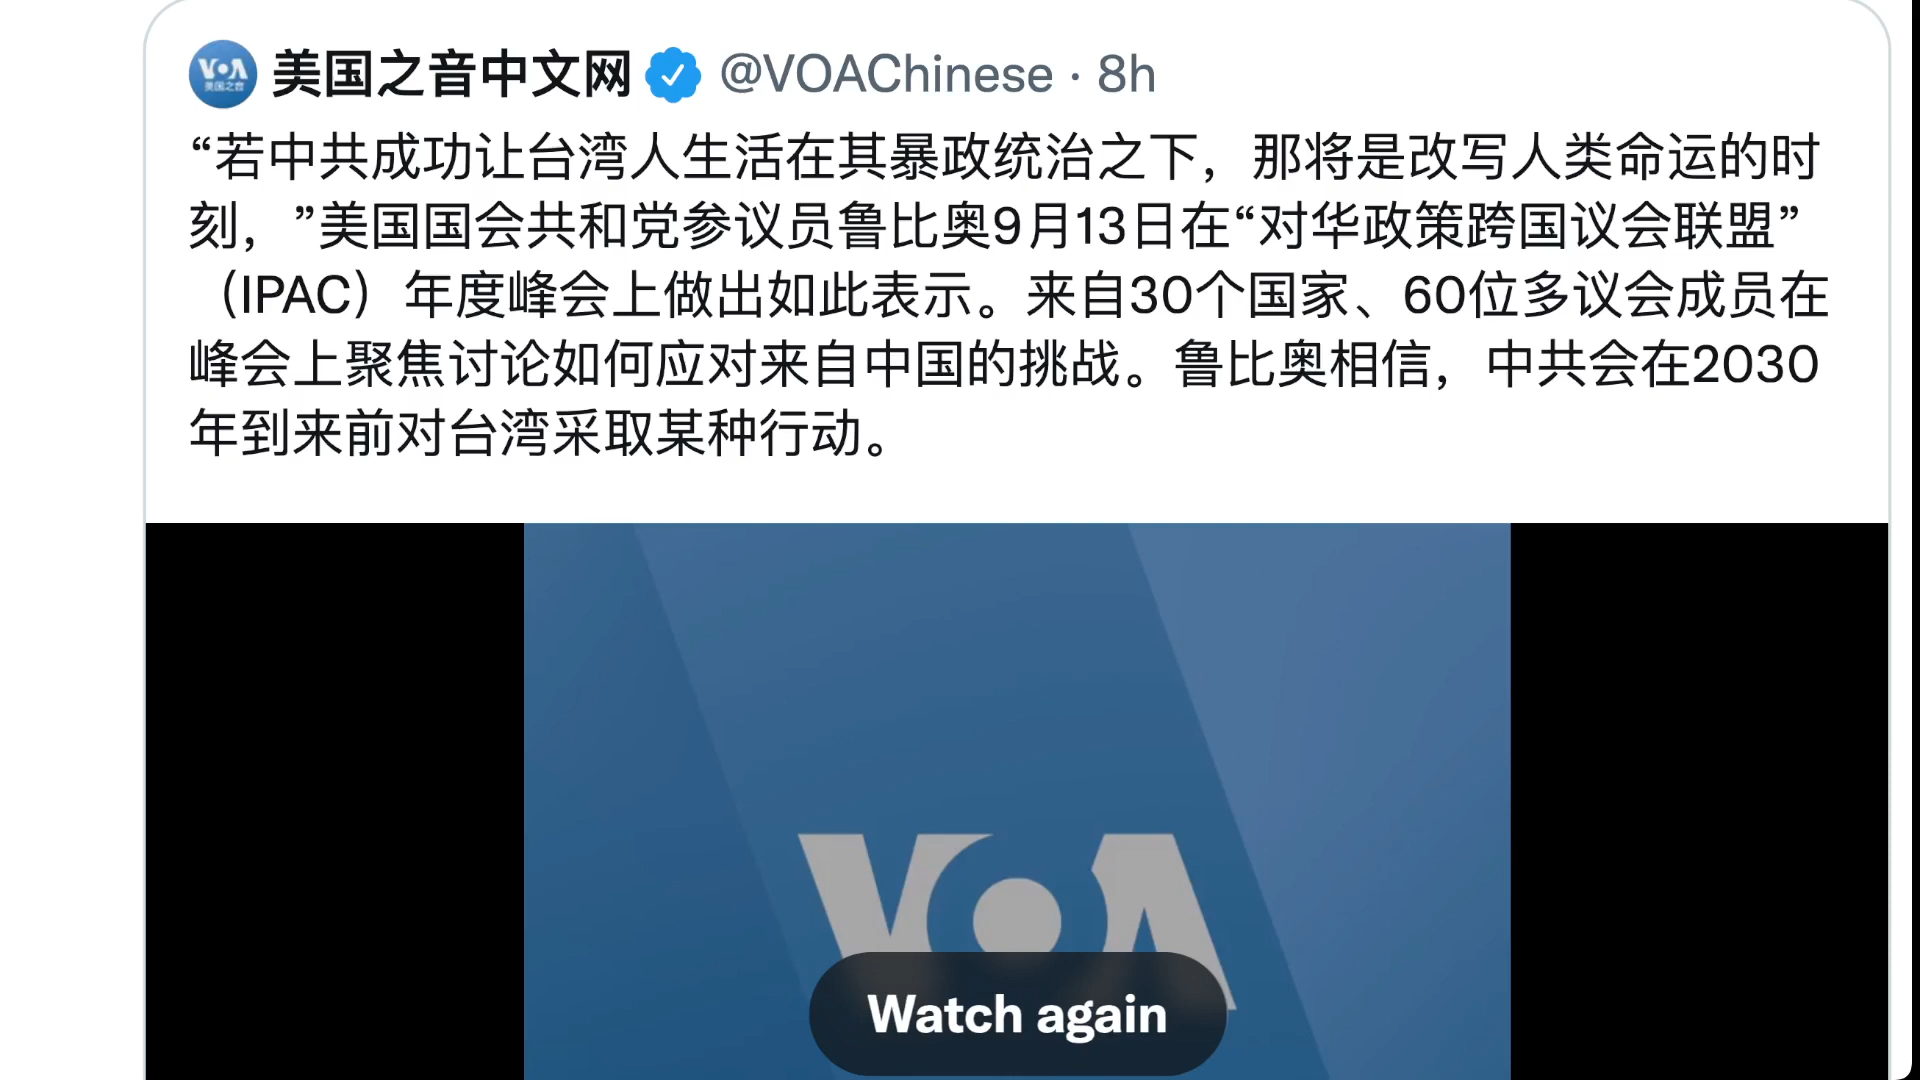 VOA
美国之音
美国之音中文网 @VOAChinese · 8h
“若中共成功让台湾人生活在其暴政统治之下，那将是改写人类命运的时
刻，”美国国会共和党参议员鲁比奥9月13日在“对华政策跨国议会联盟”
（IPAC）年度峰会上做出如此表示。来自30个国家、60位多议会成员在
峰会上聚焦讨论如何应对来自中国的挑战。鲁比奥相信，中共会在2030
年到来前对台湾采取某种行动。
VOA
Watch again